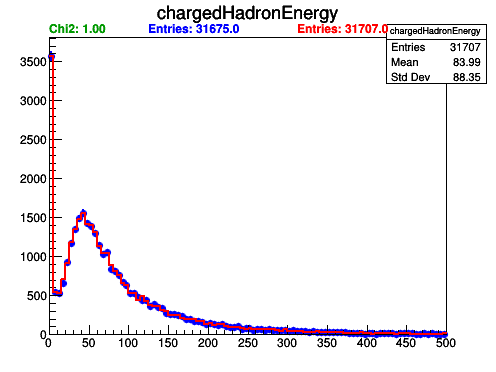 chargedHadronEnergy
Chi2: 1.00 Entries: 31675.0 Entries: 31707.0
chargedHadronEnergy
Entries 31707
Mean 83.99
Std Dev 88.35
3500
3000
2500
2000
1500
1000
500
0
0 50 100 150 200 250 300 350 400 450 500